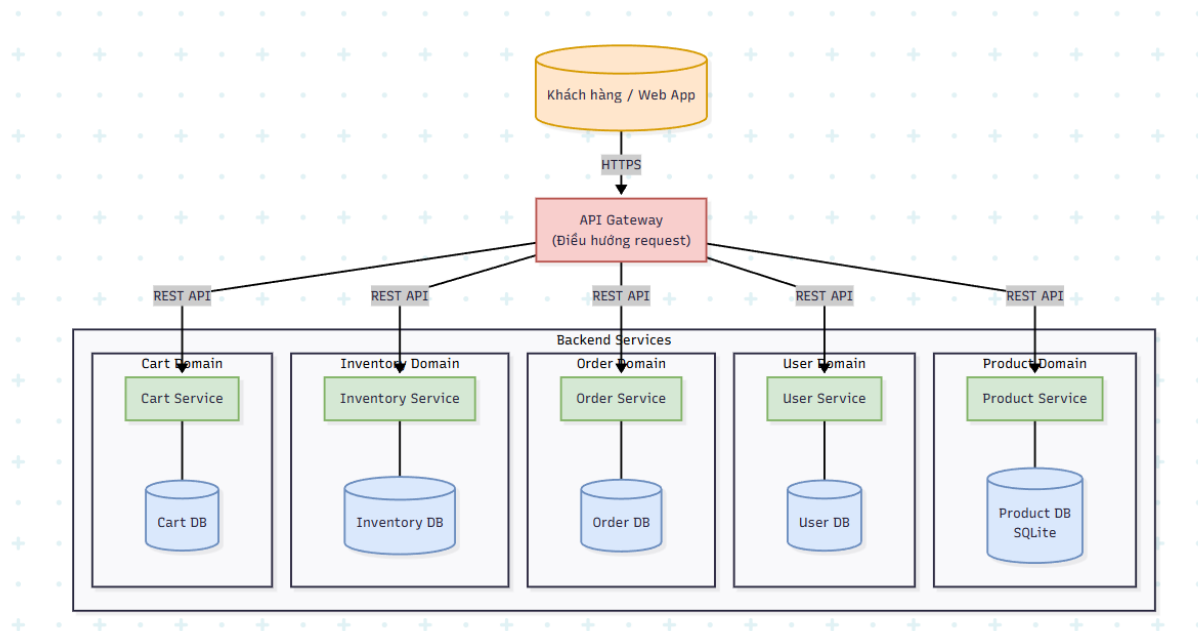 Khách hàng / Web App
HTTPS
API Gateway
(Điều hướng request)
REST API
REST API
REST API
REST API
REST API
Backend Services
Cart Domain
Inventory Domain
Order Domain
User Domain
Product Domain
Cart Service
Inventory Service
Order Service
User Service
Product Service
Cart DB
Inventory DB
Order DB
User DB
Product DB
SQLite